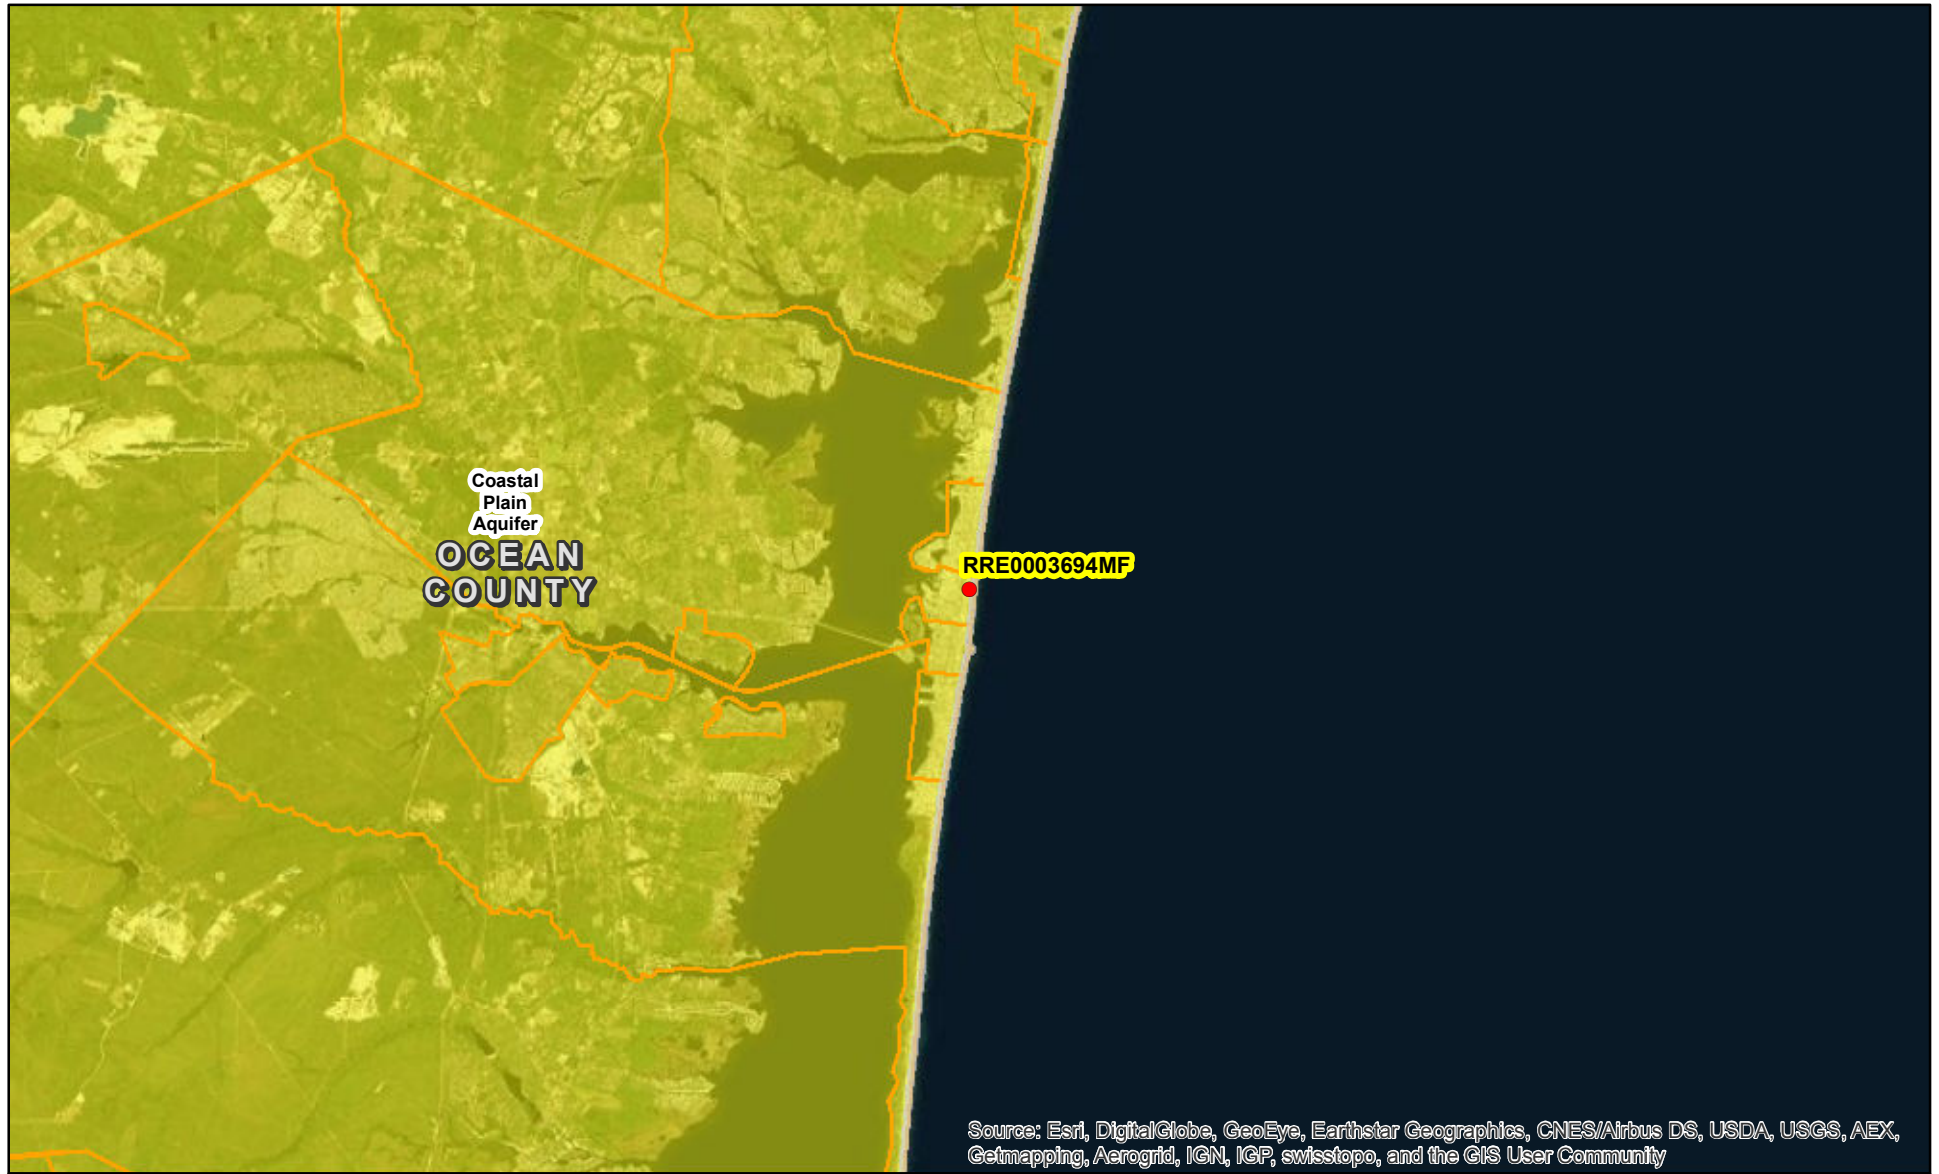 Coastal
Plain
Aquifer
OCEAN
COUNTY
RRE0003694MF
Source: Esri, DigitalGlobe, GeoEye, Earthstar Geographics, CNES/Airbus DS, USDA, USGS, AEX,
Getmapping, Aerogrid, IGN, IGP, swisstopo, and the GIS User Community